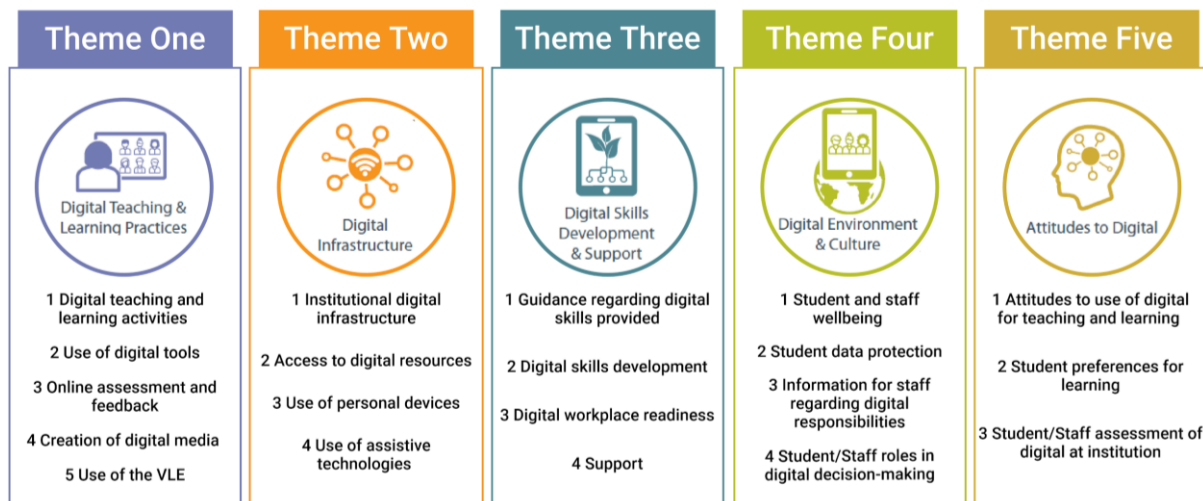 Theme One
Digital Teaching &
Learning Practices
1 Digital teaching and
learning activities
2 Use of digital tools
3 Online assessment and
feedback
4 Creation of digital media
5 Use of the VLE
Theme Two
Digital
Infrastructure
1 Institutional digital
infrastructure
2 Access to digital resources
3 Use of personal devices
4 Use of assistive
technologies
Theme Three
Digital Skills
Development
& Support
1 Guidance regarding digital
skills provided
2 Digital skills development
3 Digital workplace readiness
4 Support
Theme Four
Digital Environment
& Culture
1 Student and staff
wellbeing
2 Student data protection
3 Information for staff
regarding digital
responsibilities
4 Student/Staff roles in
digital decision-making
Theme Five
Attitudes to Digital
1 Attitudes to use of digital
for teaching and learning
2 Student preferences for
learning
3 Student/Staff assessment of
digital at institution